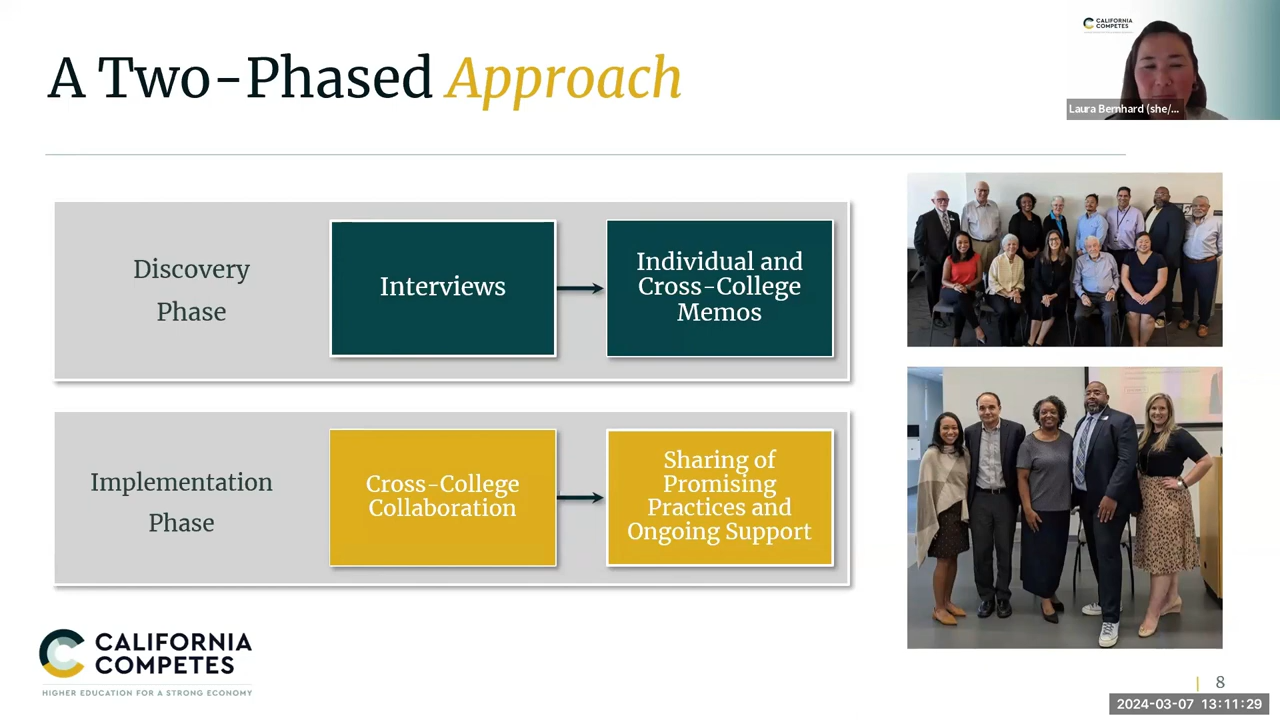 CALIFORNIA
COMPETES
A Two-Phased Approach
Laura Bernhard (she/...
Discovery
Phase
Interviews
Individual and
Cross-College
Memos
Implementation
Phase
Cross-College
Collaboration
Sharing of
Promising
Practices and
Ongoing Support
CALIFORNIA
COMPETES
HIGHER EDUCATION FOR A STRONG ECONOMY
8
2024-03-07 13:11:29